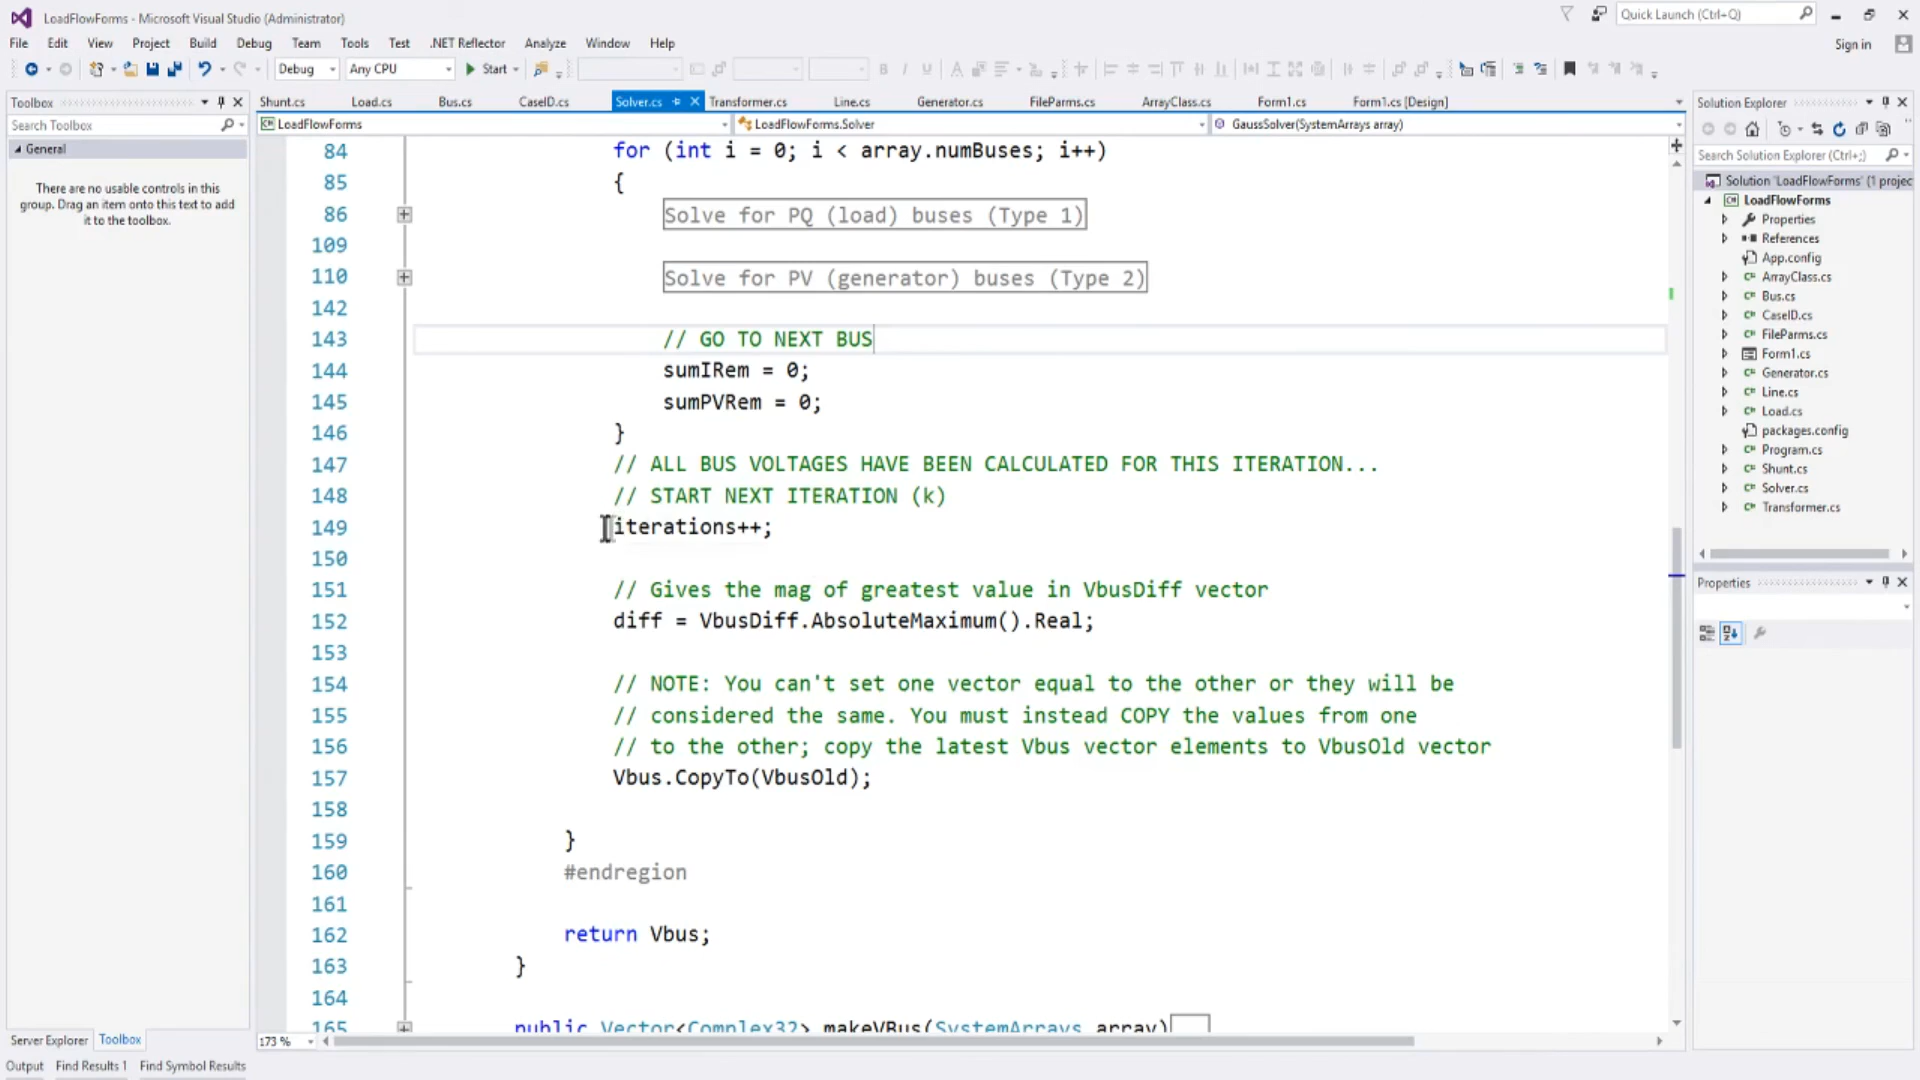 LoadFlowForms - Microsoft Visual Studio (Administrator)
Quick Launch (Ctrl+Q)
File Edit View Project Build Debug Team Tools Test .NET Reflector Analyze Window Help
Sign in
Debug Any CPU Start
Toolbox
Search Toolbox
General
There are no usable controls in this
group. Drag an item onto this text to add
it to the toolbox.
Shunt.cs Load.cs Bus.cs CaseID.cs Solver.cs Transformer.cs Line.cs Generator.cs FileParms.cs ArrayClass.cs Form1.cs Form1.cs [Design]
LoadFlowForms LoadFlowForms.Solver GaussSolver(SystemArrays array)
84 for (int i = 0; i < array.numBuses; i++)
85 {
86 Solve for PQ (load) buses (Type 1)
109
110 Solve for PV (generator) buses (Type 2)
142
143 // GO TO NEXT BUS
144 sumIRem = 0;
145 sumPVRem = 0;
146 }
147 // ALL BUS VOLTAGES HAVE BEEN CALCULATED FOR THIS ITERATION...
148 // START NEXT ITERATION (k)
149 iterations++;
150
151 // Gives the mag of greatest value in VbusDiff vector
152 diff = VbusDiff.AbsoluteMaximum().Real;
153
154 // NOTE: You can't set one vector equal to the other or they will be
155 // considered the same. You must instead COPY the values from one
156 // to the other; copy the latest Vbus vector elements to VbusOld vector
157 Vbus.CopyTo(VbusOld);
158
159 }
160 #endregion
161
162 return Vbus;
163 }
164
165 public Vector<Complex32> makeVBus(SystemArrays array)...
173 %
Solution Explorer
Search Solution Explorer (Ctrl+;)
Solution 'LoadFlowForms' (1 projec
LoadFlowForms
Properties
References
App.config
ArrayClass.cs
Bus.cs
CaseID.cs
FileParms.cs
Form1.cs
Generator.cs
Line.cs
Load.cs
packages.config
Program.cs
Shunt.cs
Solver.cs
Transformer.cs
Properties
Server Explorer Toolbox
Output Find Results 1 Find Symbol Results